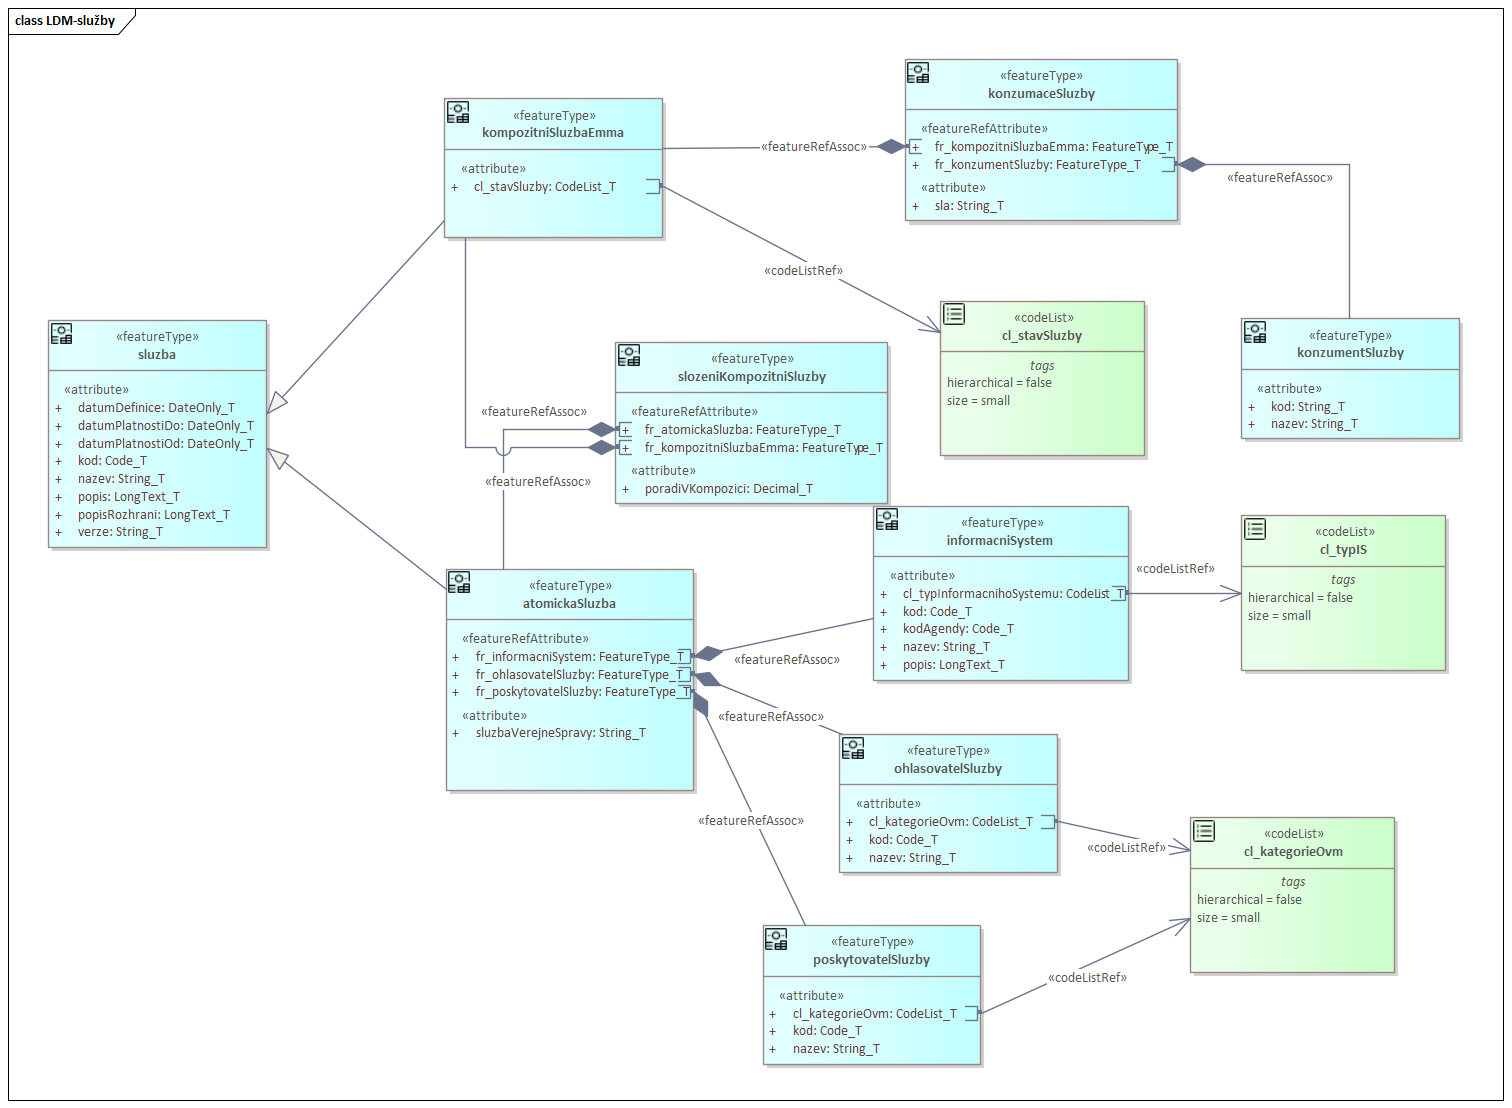 class LDM-služby
«featureType»
konzumaceSluzby
«featureRefAttribute»
+ fr_kompozitniSluzbaEmma: FeatureType_T
+ fr_konzumentSluzby: FeatureType_T
«attribute»
+ sla: String_T
«featureType»
kompozitniSluzbaEmma
«attribute»
+ cl_stavSluzby: CodeList_T
«featureRefAssoc»
«featureRefAssoc»
«codeListRef»
«featureType»
sluzba
«attribute»
+ datumDefinice: DateOnly_T
+ datumPlatnostiDo: DateOnly_T
+ datumPlatnostiOd: DateOnly_T
+ kod: Code_T
+ nazev: String_T
+ popis: LongText_T
+ popisRozhrani: LongText_T
+ verze: String_T
«codeList»
cl_stavSluzby
tags
hierarchical = false
size = small
«featureType»
konzumentSluzby
«attribute»
+ kod: String_T
+ nazev: String_T
«featureType»
slozeniKompozitniSluzby
«featureRefAttribute»
+ fr_atomickaSluzba: FeatureType_T
+ fr_kompozitniSluzbaEmma: FeatureType_T
«attribute»
+ poradiVKompozici: Decimal_T
«featureRefAssoc»
«featureRefAssoc»
«featureType»
informacniSystem
«attribute»
+ cl_typInformacnihoSystemu: CodeList_T
+ kod: Code_T
+ kodAgendy: Code_T
+ nazev: String_T
+ popis: LongText_T
«codeListRef»
«codeList»
cl_typIS
tags
hierarchical = false
size = small
«featureType»
atomickaSluzba
«featureRefAttribute»
+ fr_informacniSystem: FeatureType_T
+ fr_ohlasovatelSluzby: FeatureType_T
+ fr_poskytovatelSluzby: FeatureType_T
«attribute»
+ sluzbaVerejneSpravy: String_T
«featureRefAssoc»
«featureRefAssoc»
«featureRefAssoc»
«featureType»
ohlasovatelSluzby
«attribute»
+ cl_kategorieOvm: CodeList_T
+ kod: Code_T
+ nazev: String_T
«codeListRef»
«codeList»
cl_kategorieOvm
tags
hierarchical = false
size = small
«featureType»
poskytovatelSluzby
«attribute»
+ cl_kategorieOvm: CodeList_T
+ kod: Code_T
+ nazev: String_T
«codeListRef»